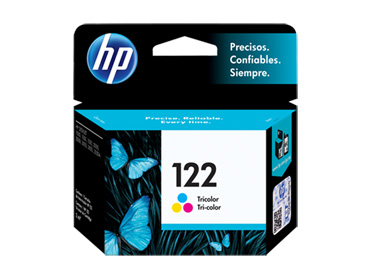 hp
Precisos.
Confiables.
Siempre.
Precise. Reliable.
Every time.
122
Tricolor
Tri-color